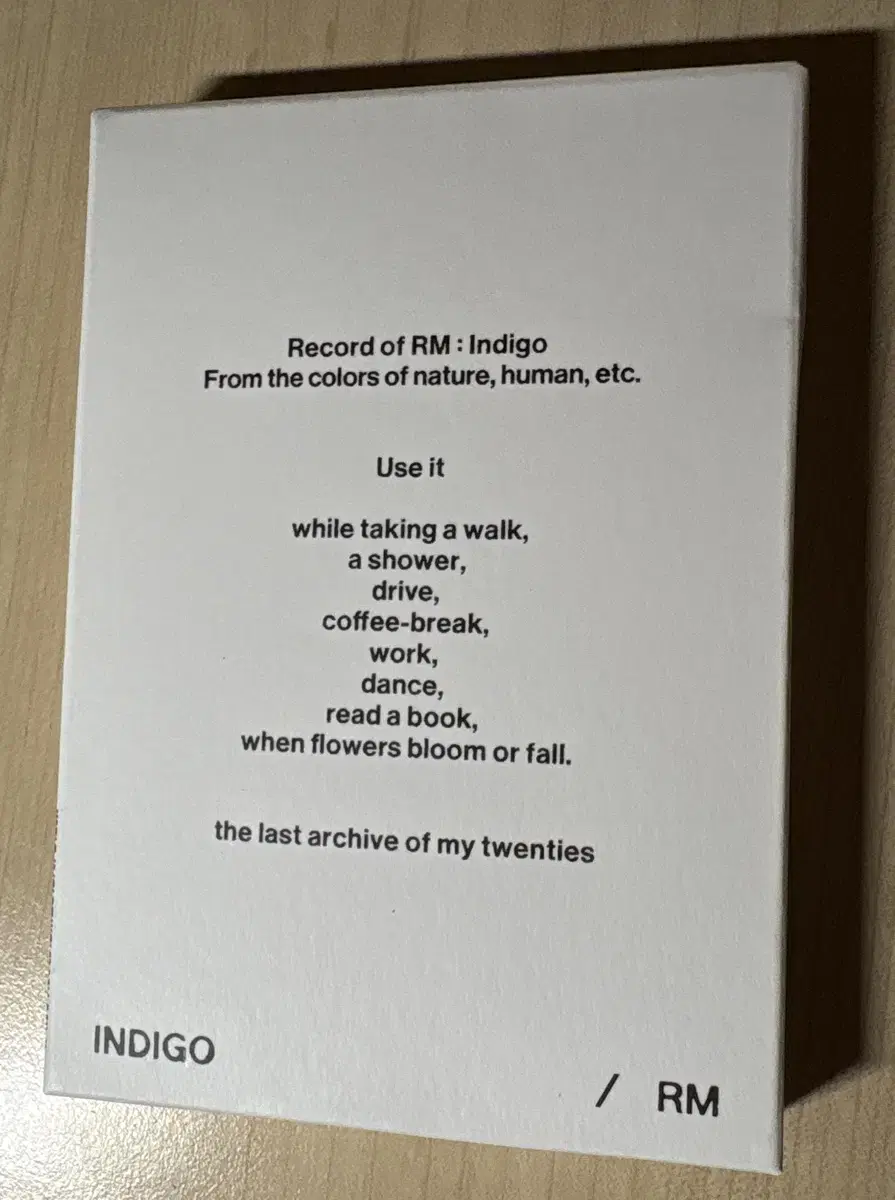 Record of RM : Indigo
From the colors of nature, human, etc.
Use it
while taking a walk,
a shower,
drive,
coffee-break,
work,
dance,
read a book,
when flowers bloom or fall.
the last archive of my twenties
INDIGO
/ RM